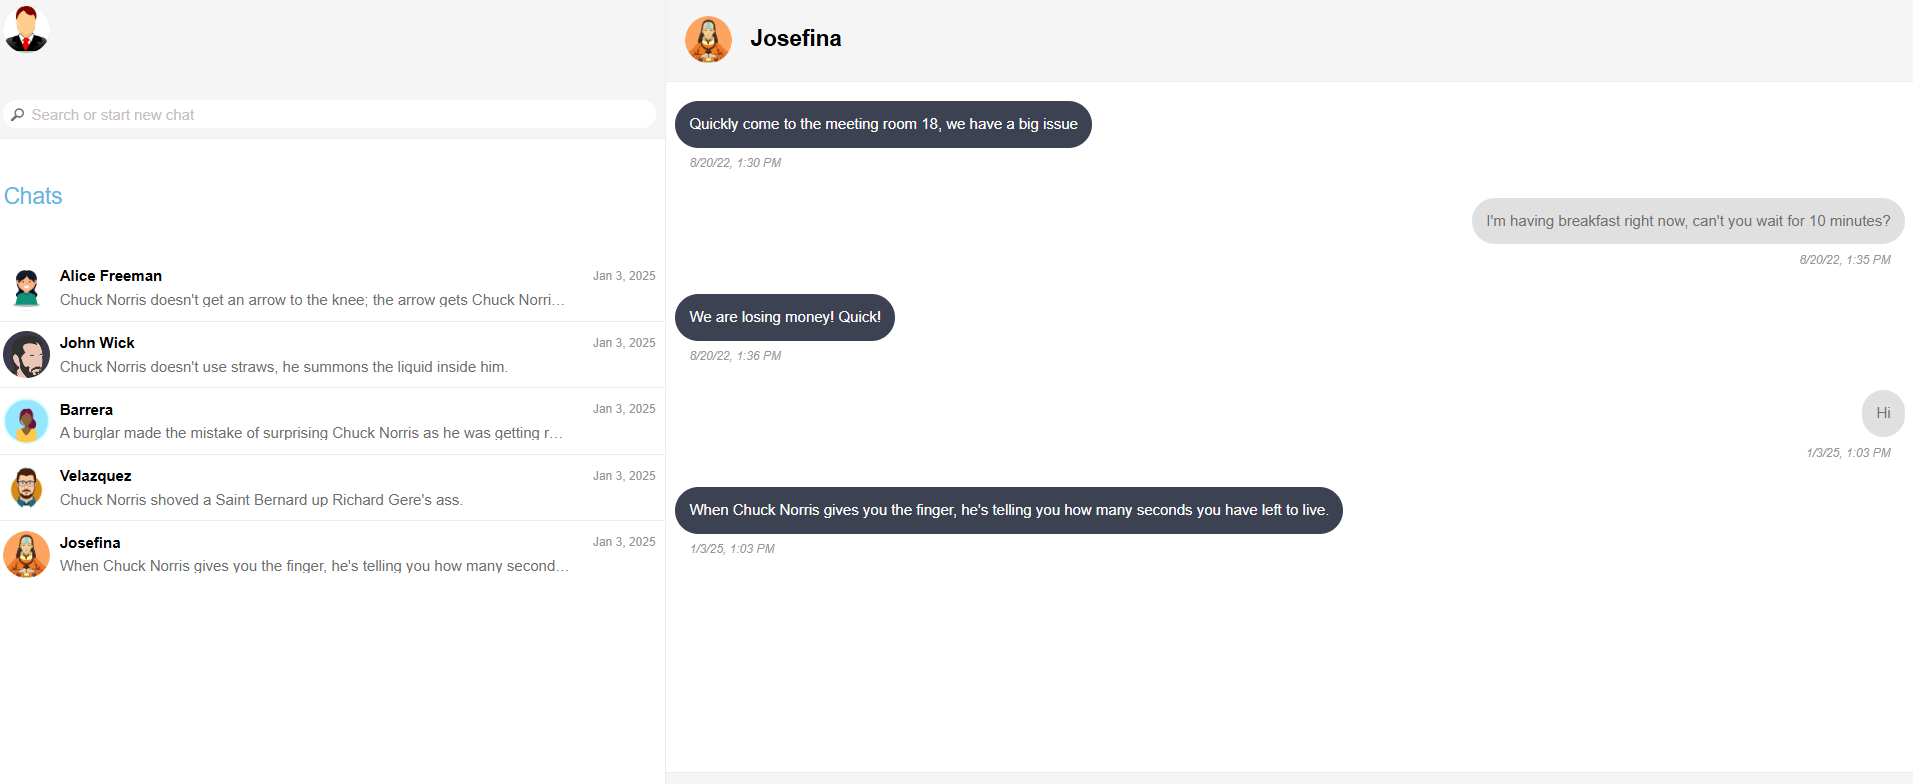 Search or start new chat
Chats
Alice Freeman
Jan 3, 2025
Chuck Norris doesn't get an arrow to the knee; the arrow gets Chuck Norri...
John Wick
Jan 3, 2025
Chuck Norris doesn't use straws, he summons the liquid inside him.
Barrera
Jan 3, 2025
A burglar made the mistake of surprising Chuck Norris as he was getting r...
Velazquez
Jan 3, 2025
Chuck Norris shoved a Saint Bernard up Richard Gere's ass.
Josefina
Jan 3, 2025
When Chuck Norris gives you the finger, he's telling you how many second...
Josefina
Quickly come to the meeting room 18, we have a big issue
8/20/22, 1:30 PM
I'm having breakfast right now, can't you wait for 10 minutes?
8/20/22, 1:35 PM
We are losing money! Quick!
8/20/22, 1:36 PM
Hi
1/3/25, 1:03 PM
When Chuck Norris gives you the finger, he's telling you how many seconds you have left to live.
1/3/25, 1:03 PM